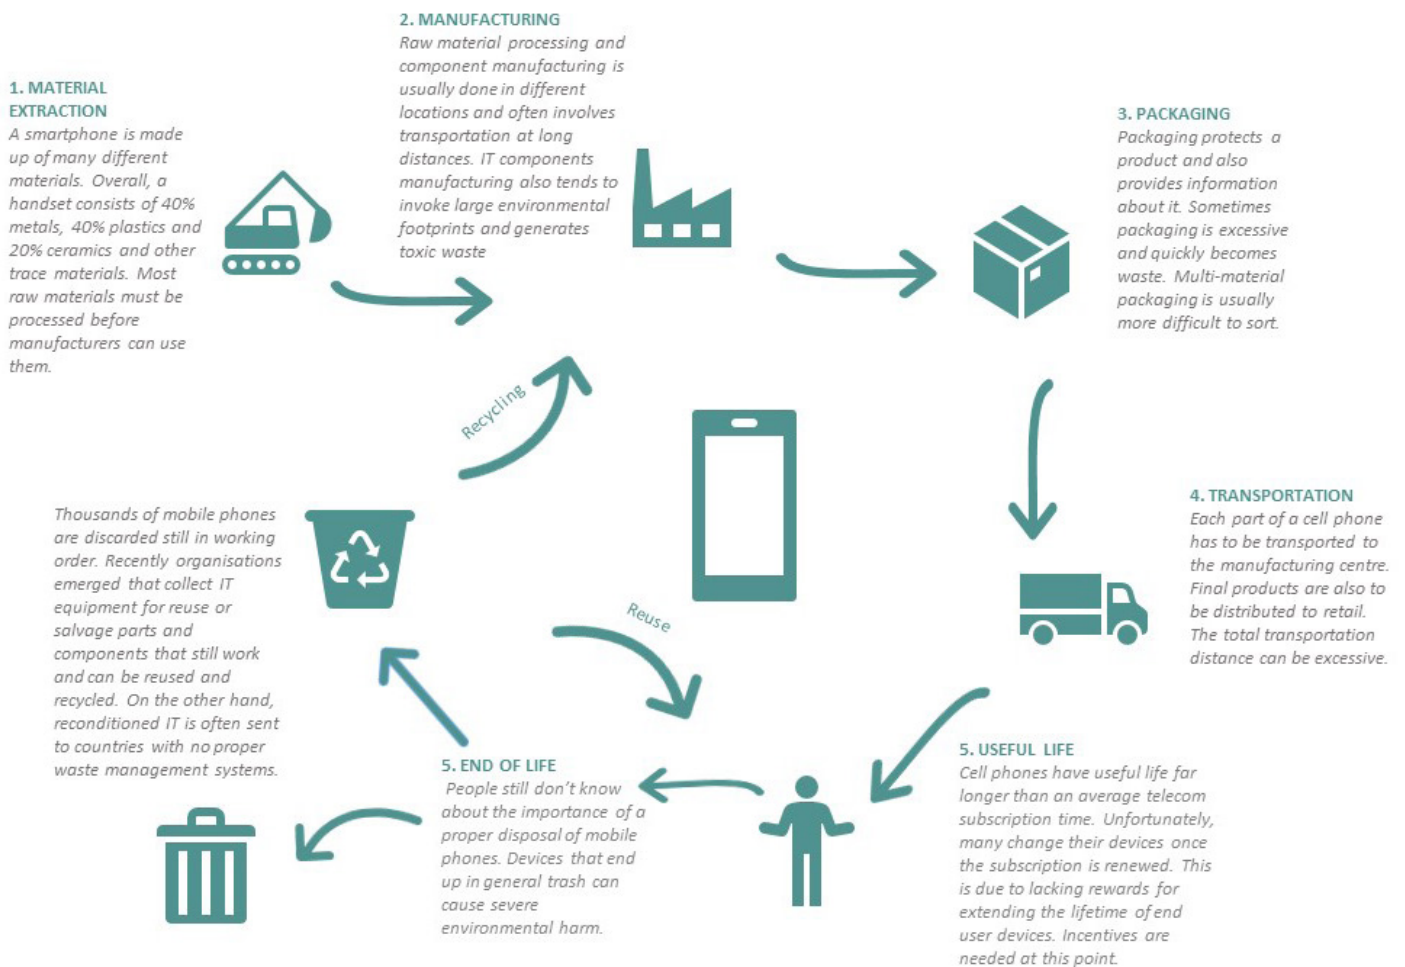 1. MATERIAL
EXTRACTION
A smartphone is made
up of many different
materials. Overall, a
handset consists of 40%
metals, 40% plastics and
20% ceramics and other
trace materials. Most
raw materials must be
processed before
manufacturers can use
them.
2. MANUFACTURING
Raw material processing and
component manufacturing is
usually done in different
locations and often involves
transportation at long
distances. IT components
manufacturing also tends to
invoke large environmental
footprints and generates
toxic waste
3. PACKAGING
Packaging protects a
product and also
provides information
about it. Sometimes
packaging is excessive
and quickly becomes
waste. Multi-material
packaging is usually
more difficult to sort.
4. TRANSPORTATION
Each part of a cell phone
has to be transported to
the manufacturing centre.
Final products are also to
be distributed to retail.
The total transportation
distance can be excessive.
5. USEFUL LIFE
Cell phones have useful life far
longer than an average telecom
subscription time. Unfortunately,
many change their devices once
the subscription is renewed. This
is due to lacking rewards for
extending the lifetime of end
user devices. Incentives are
needed at this point.
5. END OF LIFE
People still don't know
about the importance of a
proper disposal of mobile
phones. Devices that end
up in general trash can
cause severe
environmental harm.
Thousands of mobile phones
are discarded still in working
order. Recently organisations
emerged that collect IT
equipment for reuse or
salvage parts and
components that still work
and can be reused and
recycled. On the other hand,
reconditioned IT is often sent
to countries with no proper
waste management systems.
Recycling
Reuse